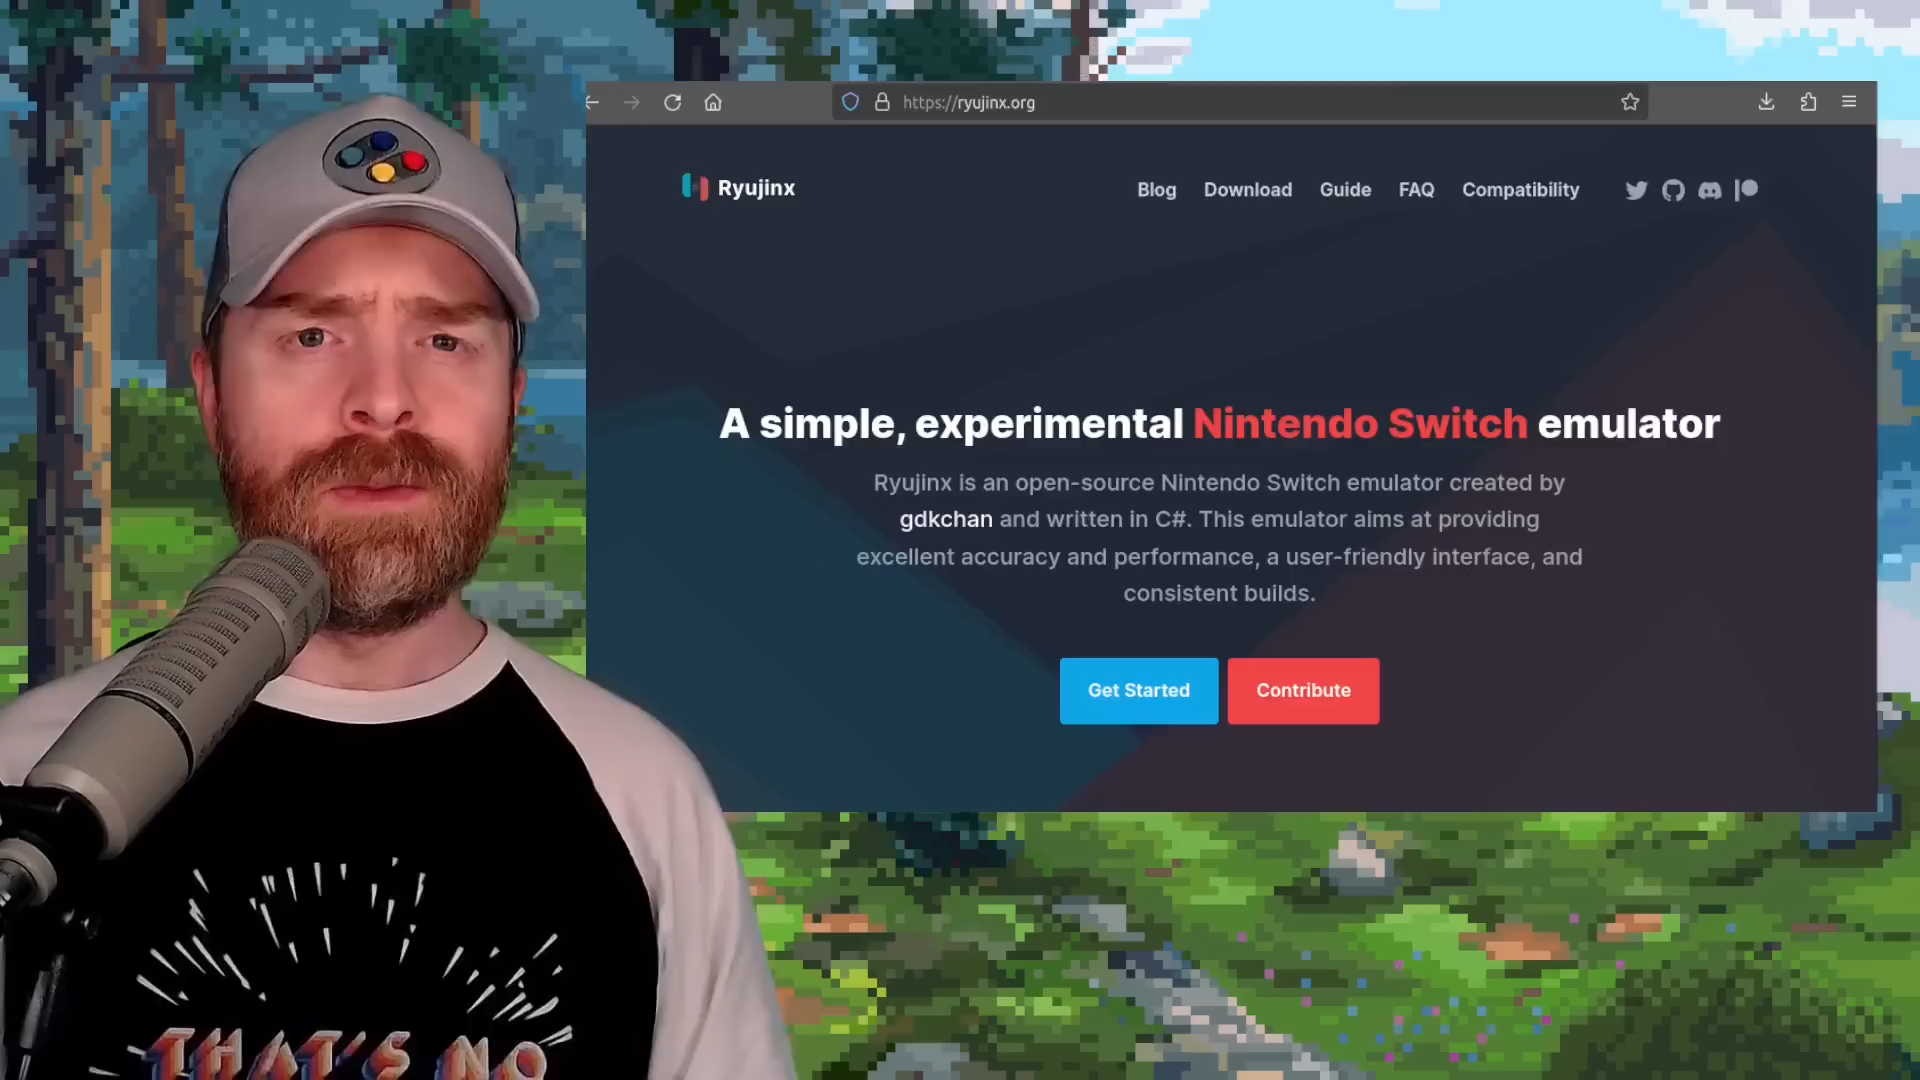 https://ryujinx.org
Ryujinx
Blog Download Guide FAQ Compatibility
A simple, experimental Nintendo Switch emulator
Ryujinx is an open-source Nintendo Switch emulator created by
gdkchan and written in C#. This emulator aims at providing
excellent accuracy and performance, a user-friendly interface, and
consistent builds.
Get Started Contribute
THAT'S NO